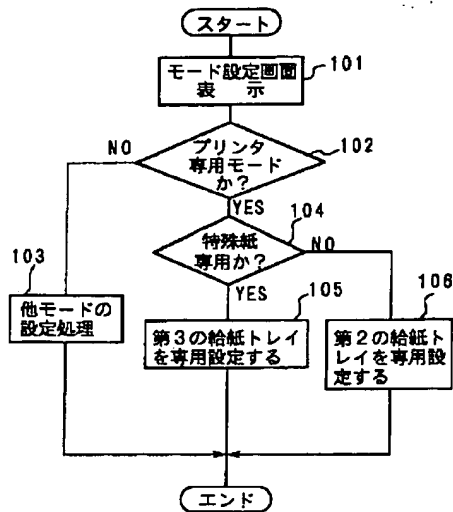 スタート
モード設定画面
表 示
101
プリンタ
専用モード
か?
102
NO
YES
特殊紙
専用か?
104
NO
YES
103
他モードの
設定処理
105
第3の給紙トレイ
を専用設定する
106
第2の給紙ト
レイを専用設
定する
エンド